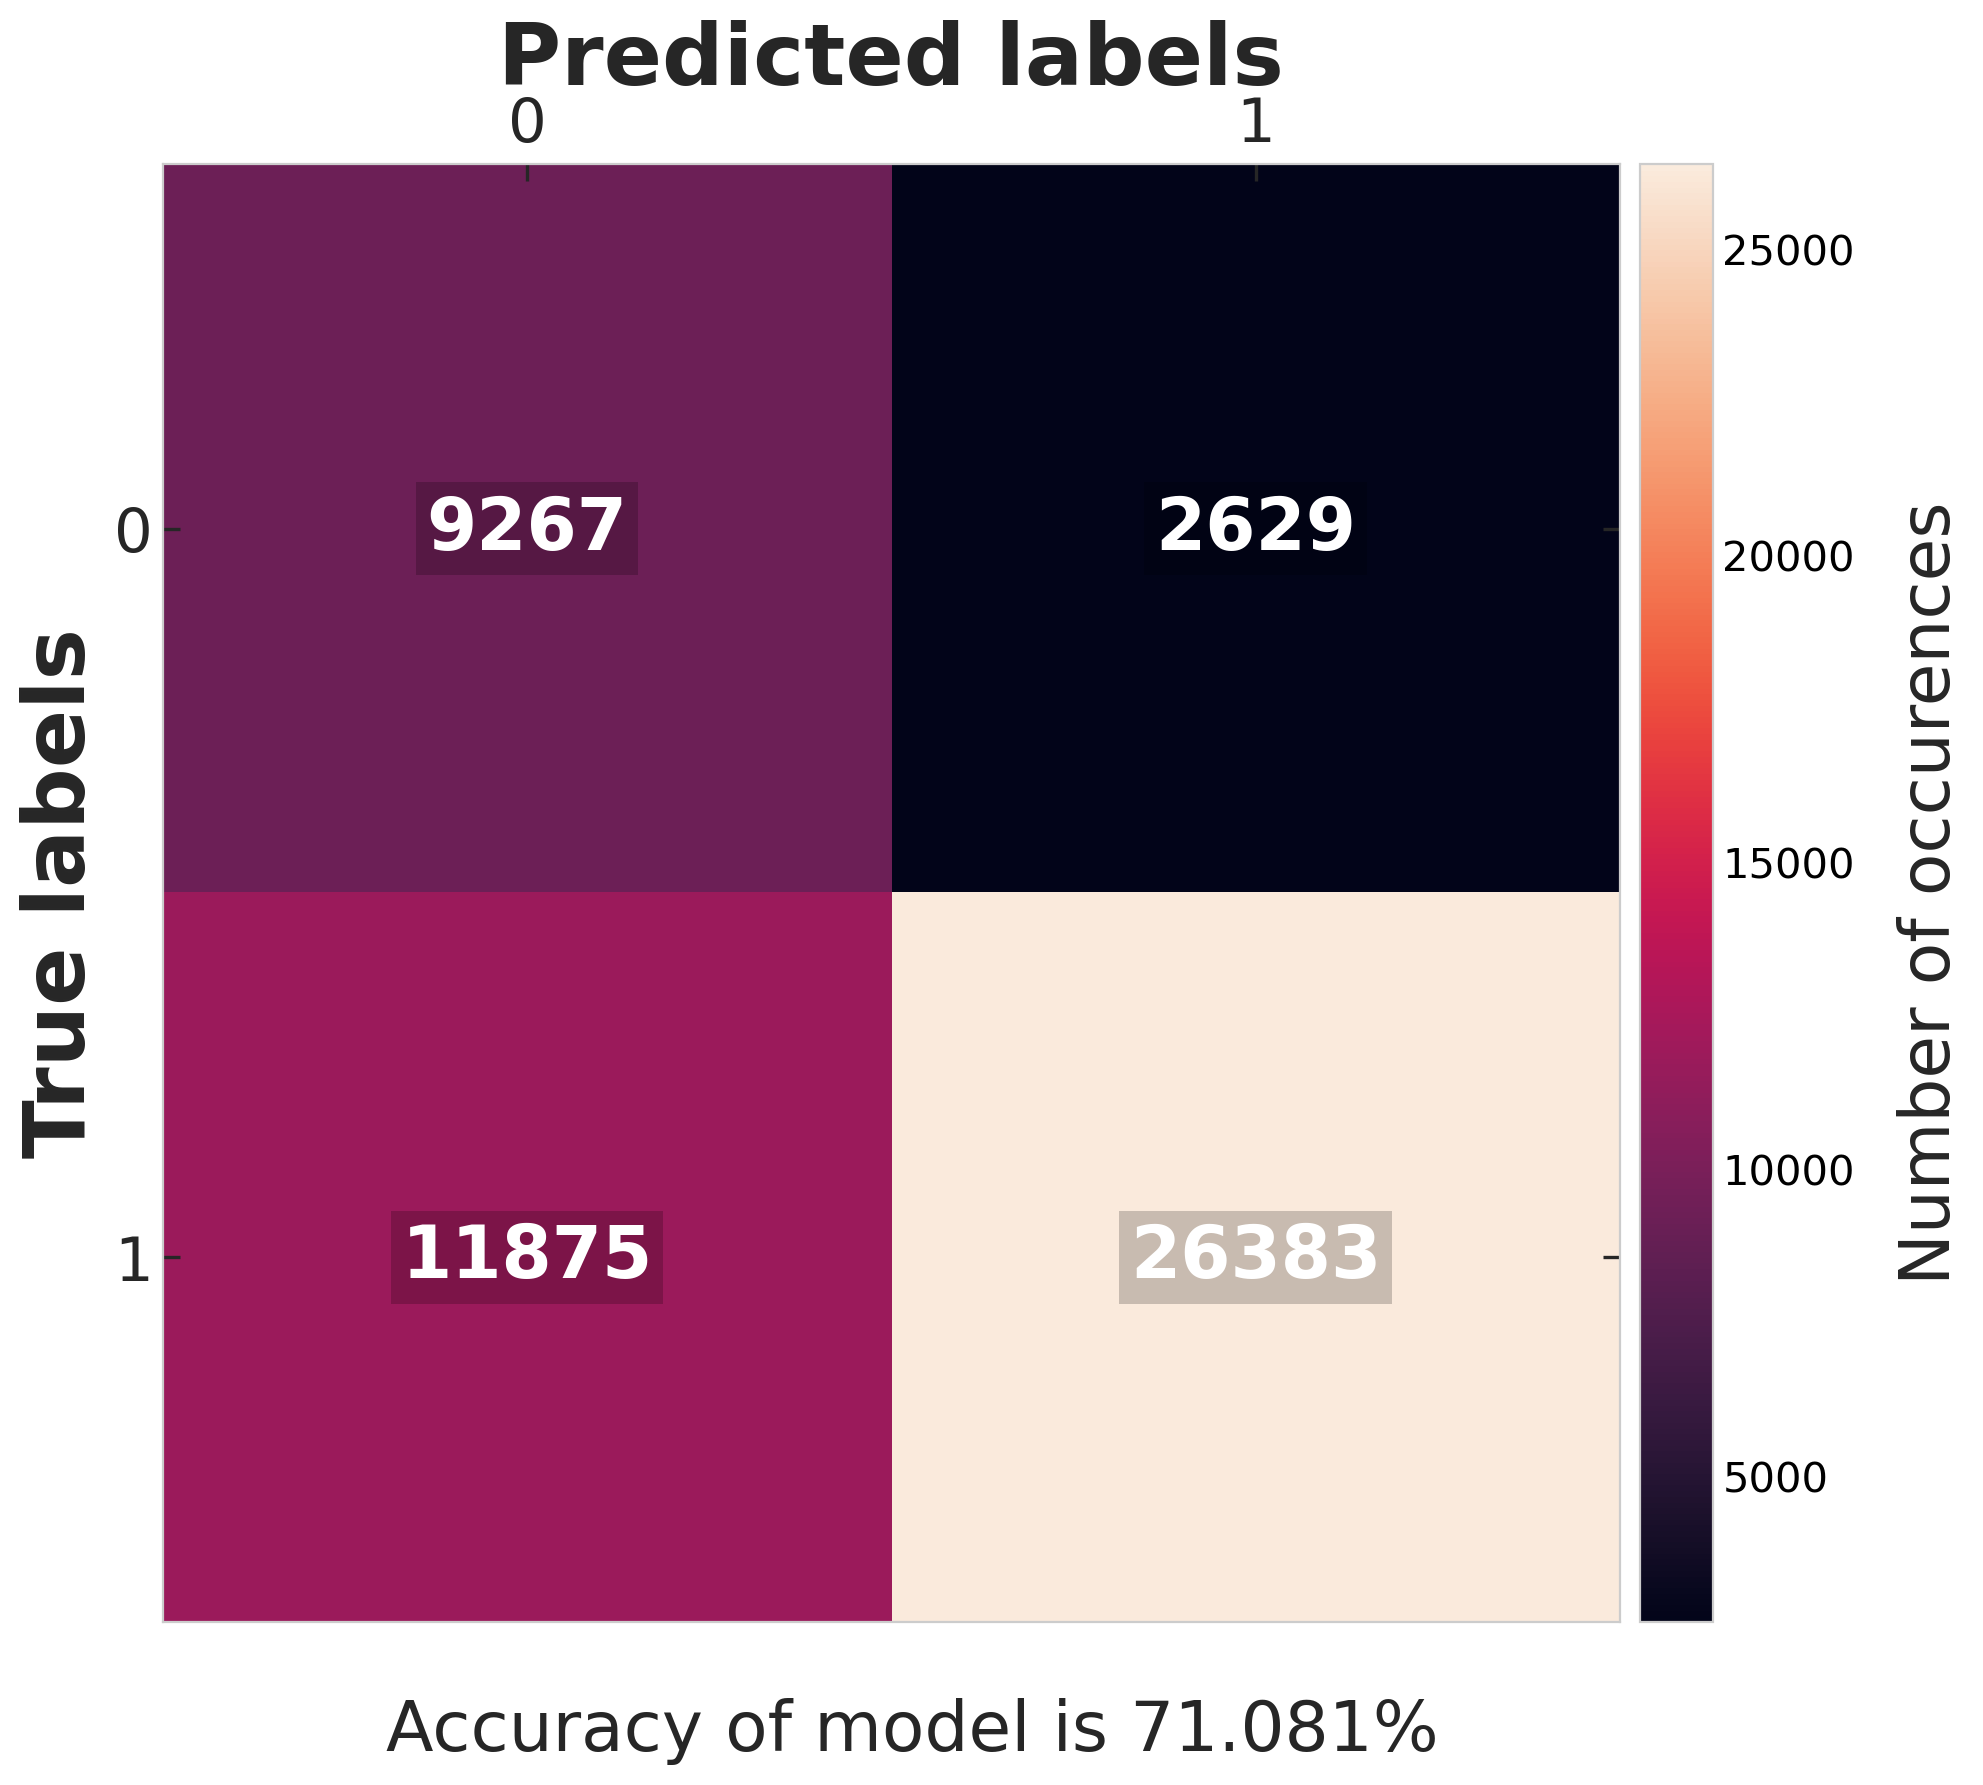 Predicted labels
0 1
25000
0 9267 2629
20000
True labels
15000
Number of occurences
10000
1 11875 26383
5000
Accuracy of model is 71.081%